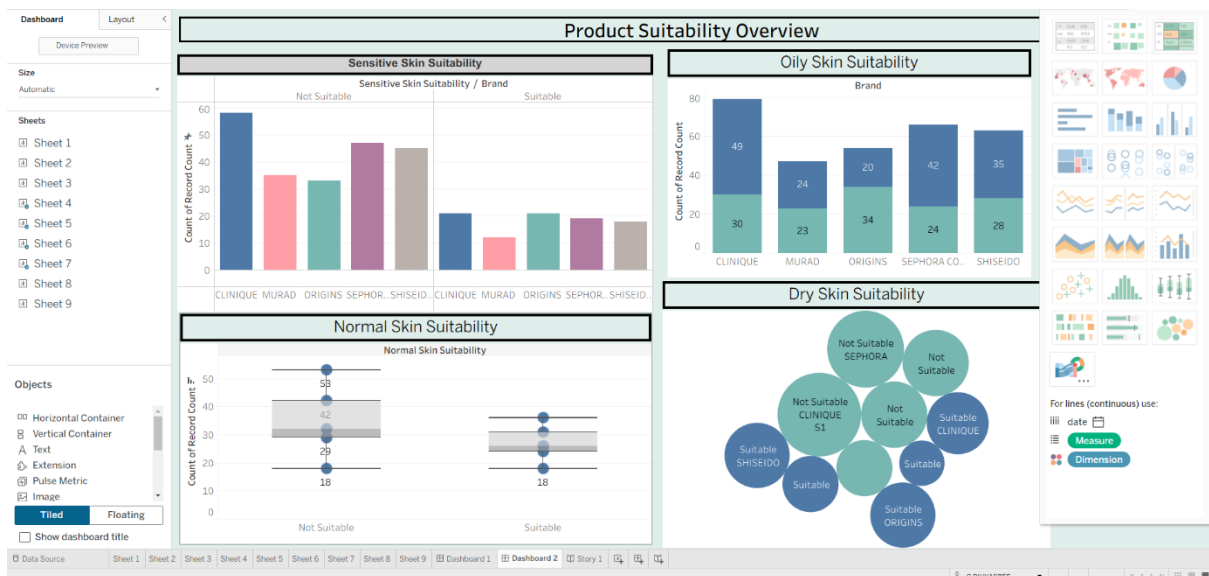 Dashboard Layout <
Device Preview
Size
Automatic
Sheets
Sheet 1
Sheet 2
Sheet 3
Sheet 4
Sheet 5
Sheet 6
Sheet 7
Sheet 8
Sheet 9
Objects
Horizontal Container
Vertical Container
A Text
Extension
Pulse Metric
Image
Tiled Floating
Show dashboard title
Product Suitability Overview
Sensitive Skin Suitability
Sensitive Skin Suitability / Brand
Not Suitable Suitable
Count of Record Count
60
50
40
30
20
10
0
CLINIQUE MURAD ORIGINS SEPHOR.. SHISEID.. CLINIQUE MURAD ORIGINS SEPHOR.. SHISEID..
Oily Skin Suitability
Brand
Count of Record Count
80
60
40
20
0
49 24 20 42 35
30 23 34 24 28
CLINIQUE MURAD ORIGINS SEPHORA CO.. SHISEIDO
Normal Skin Suitability
Normal Skin Suitability
Count of Record Count
50
40
30
20
10
0
53
42
29
18 18
Not Suitable Suitable
Dry Skin Suitability
Not Suitable
SEPHORA
Not
Suitable
Not Suitable
CLINIQUE
51
Not
Suitable
Suitable
CLINIQUE
Suitable
SHISEIDO
Suitable
Suitable
Suitable
ORIGINS
For lines (continuous) use:
date
Measure
Dimension
Data Source Sheet 1 Sheet 2 Sheet 3 Sheet 4 Sheet 5 Sheet 6 Sheet 7 Sheet 8 Sheet 9 Dashboard 1 Dashboard 2 Story 1